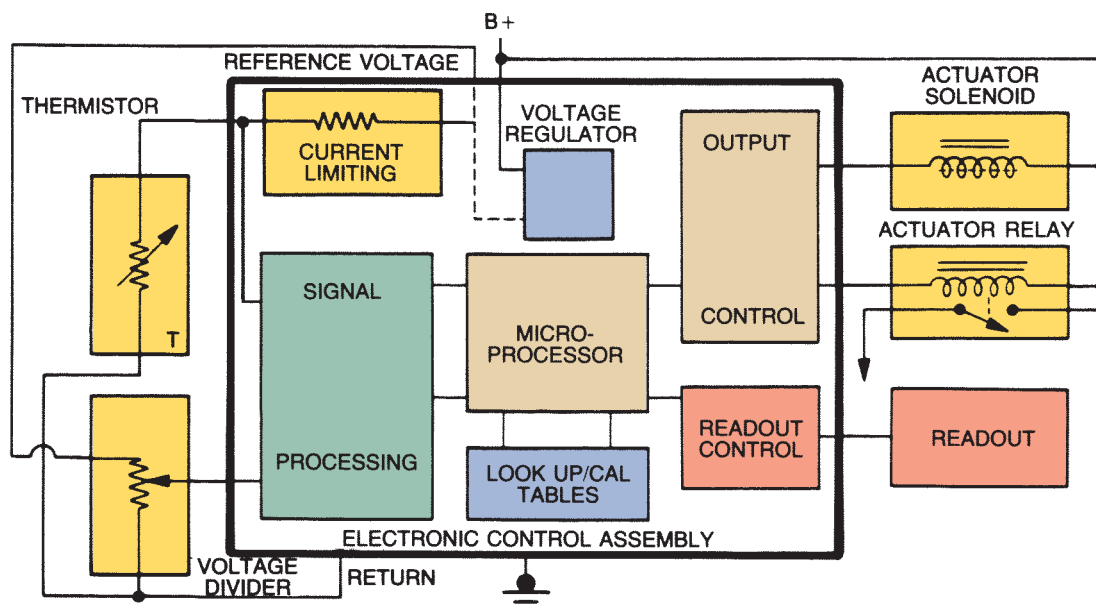 B+
REFERENCE VOLTAGE
THERMISTOR
CURRENT
LIMITING
VOLTAGE
REGULATOR
OUTPUT
CONTROL
ACTUATOR
SOLENOID
ACTUATOR RELAY
T
SIGNAL
PROCESSING
MICRO-
PROCESSOR
LOOK UP/CAL
TABLES
READOUT
CONTROL
READOUT
ELECTRONIC CONTROL ASSEMBLY
VOLTAGE
DIVIDER
RETURN